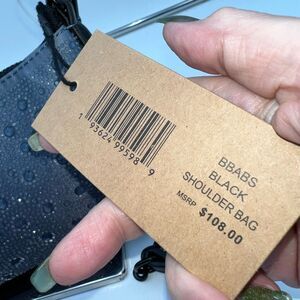 1 93624 99598 9
BBABS
BLACK
SHOULDER BAG
MSRP $108.00